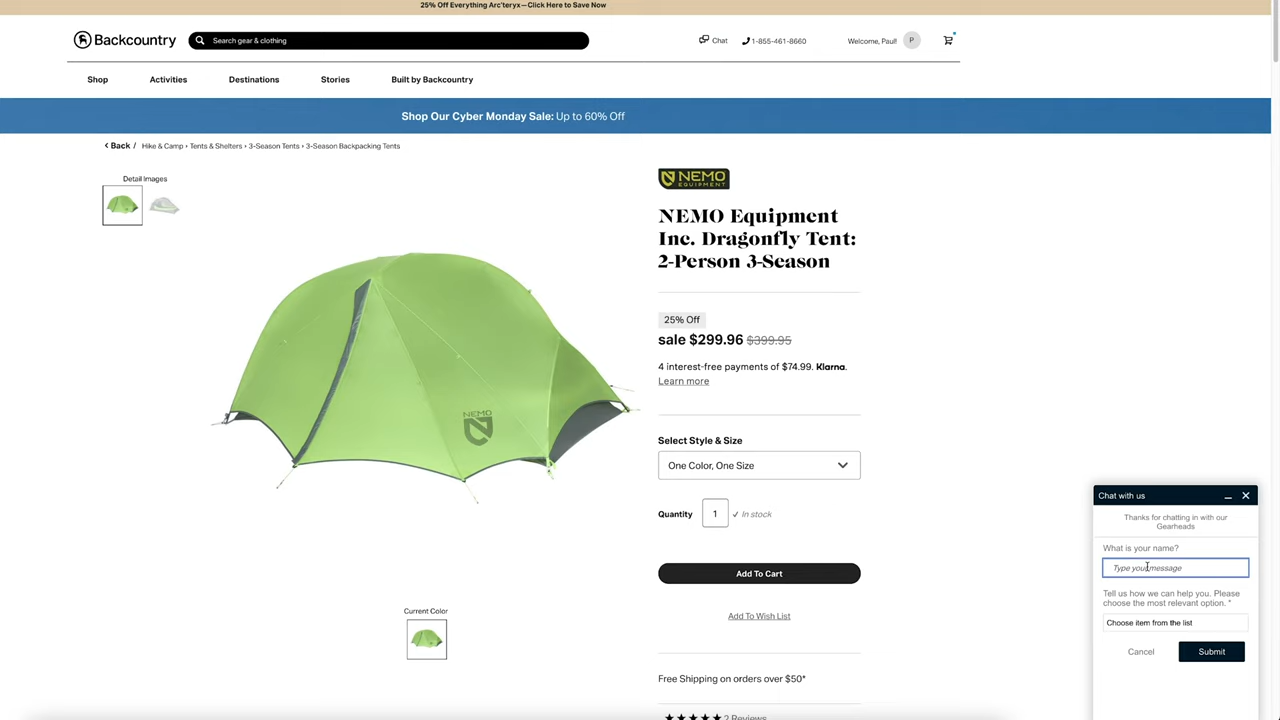 25% Off Everything Arc'teryx—Click Here to Save Now
Backcountry
Search gear & clothing
Chat
1-855-461-8660
Welcome, Paul!
P
Shop
Activities
Destinations
Stories
Built by Backcountry
Shop Our Cyber Monday Sale: Up to 60% Off
Back / Hike & Camp › Tents & Shelters › 3-Season Tents › 3-Season Backpacking Tents
Detail Images
NEMO
EQUIPMENT
NEMO Equipment
Inc. Dragonfly Tent:
2-Person 3-Season
25% Off
sale $299.96 $399.95
4 interest-free payments of $74.99. Klarna.
Learn more
NEMO
Select Style & Size
One Color, One Size
Quantity
1
✓ In stock
Add To Cart
Current Color
Add To Wish List
Free Shipping on orders over $50*
★★★★★ 2 Reviews
Chat with us
Thanks for chatting in with our
Gearheads
What is your name?
Type your message
Tell us how we can help you. Please
choose the most relevant option. *
Choose item from the list
Cancel
Submit